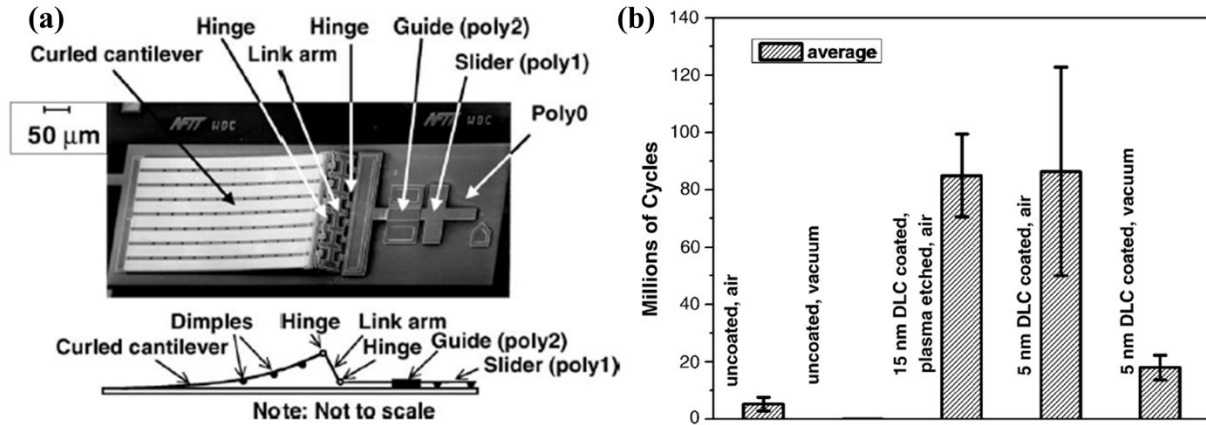 (a)
Hinge
Hinge
Guide (poly2)
Curled cantilever
Link arm
Slider (poly1)
Poly0
50 μm
AFIT WDC
AFIT WDC
Dimples
Hinge
Link arm
Curled cantilever
Hinge
Guide (poly2)
Slider (poly1)
Note: Not to scale
(b)
140
120
100
80
60
40
20
0
Millions of Cycles
average
uncoated, air
uncoated, vacuum
15 nm DLC coated,
plasma etched, air
5 nm DLC coated, air
5 nm DLC coated, vacuum